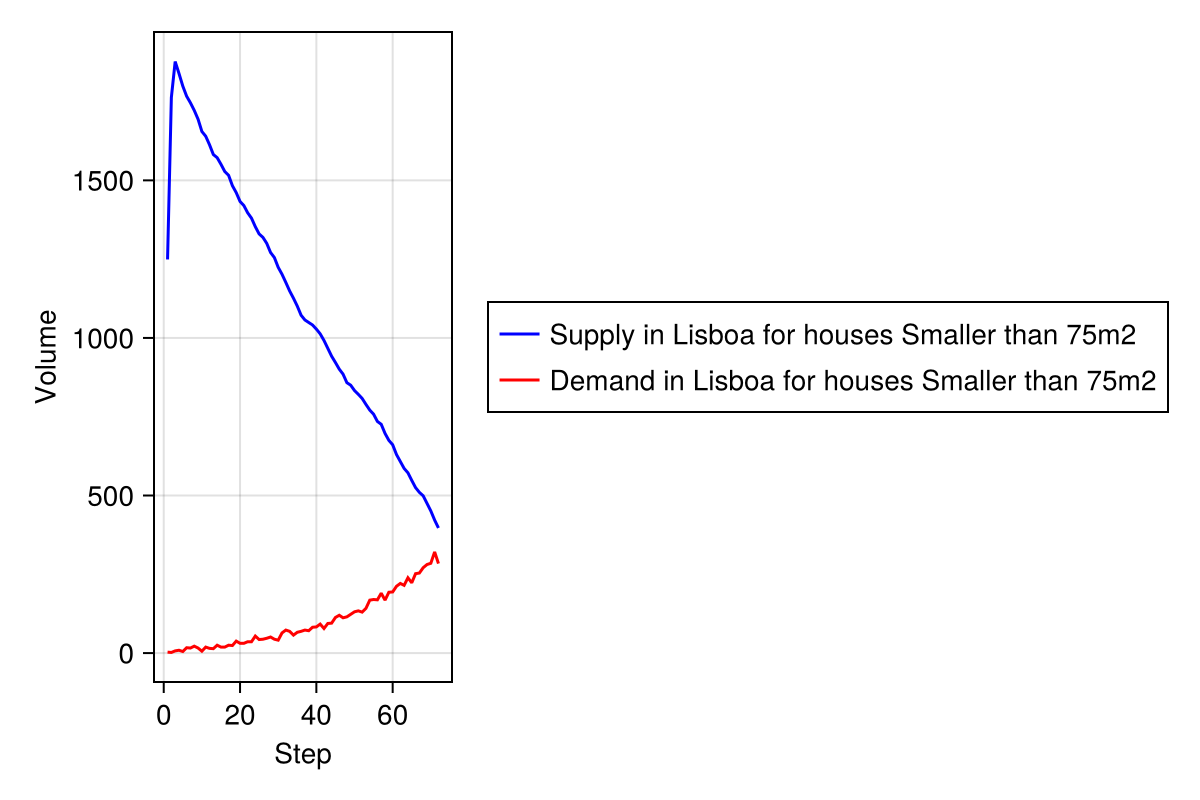 Volume
1500
1000
500
0
0 20 40 60
Step
Supply in Lisboa for houses Smaller than 75m2
Demand in Lisboa for houses Smaller than 75m2